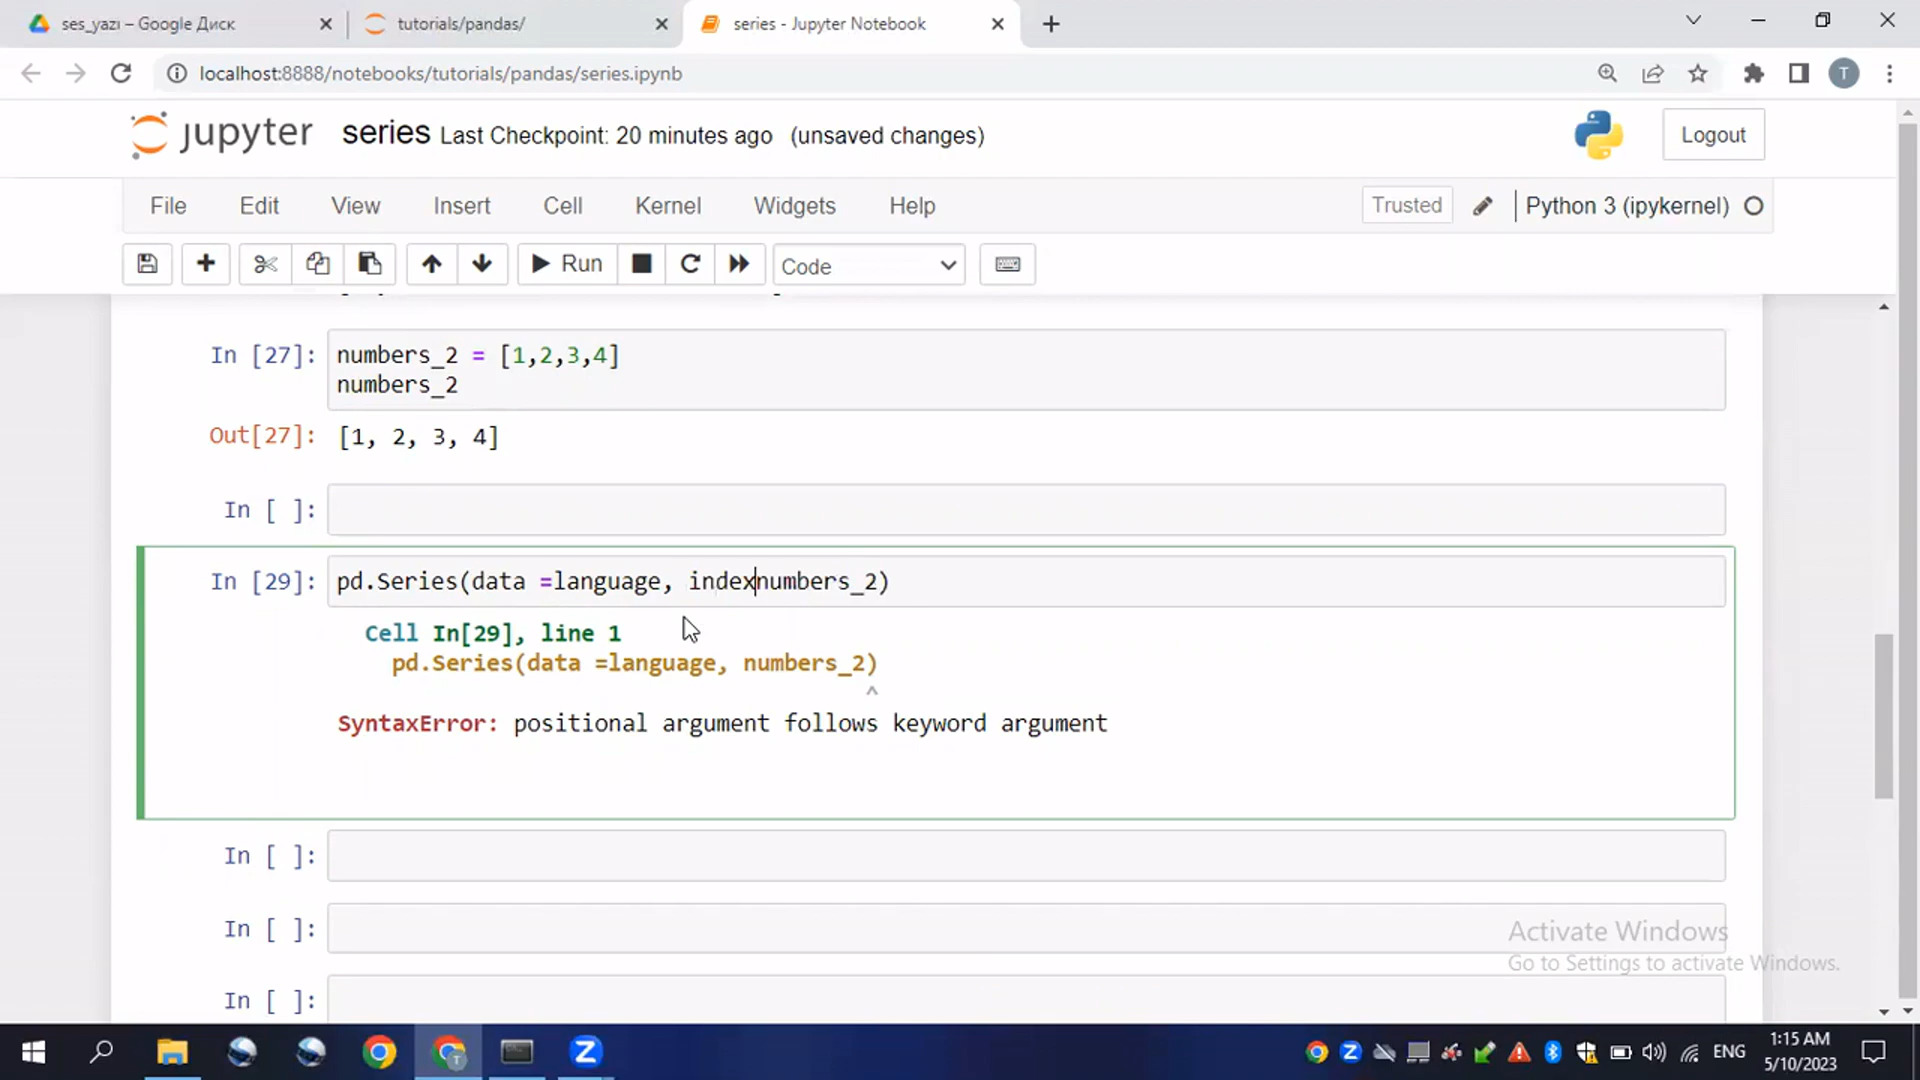 ses_yazı – Google Диск
tutorials/pandas/
series - Jupyter Notebook
localhost:8888/notebooks/tutorials/pandas/series.ipynb
T
jupyter series Last Checkpoint: 20 minutes ago (unsaved changes)
Logout
File Edit View Insert Cell Kernel Widgets Help
Trusted
Python 3 (ipykernel)
Run
Code
In [27]: numbers_2 = [1,2,3,4]
numbers_2
Out[27]: [1, 2, 3, 4]
In [ ]:
In [29]: pd.Series(data =language, indexnumbers_2)
Cell In[29], line 1
pd.Series(data =language, numbers_2)
^
SyntaxError: positional argument follows keyword argument
In [ ]:
In [ ]:
In [ ]:
Activate Windows
Go to Settings to activate Windows.
T
Z
Z
ENG
1:15 AM
5/10/2023